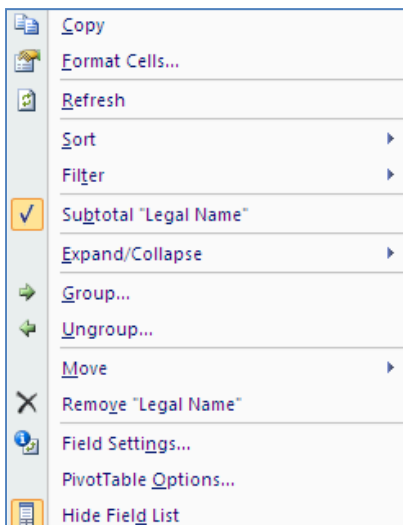 Copy
Format Cells...
Refresh
Sort
Filter
Subtotal "Legal Name"
Expand/Collapse
Group...
Ungroup...
Move
Remove "Legal Name"
Field Settings...
PivotTable Options...
Hide Field List